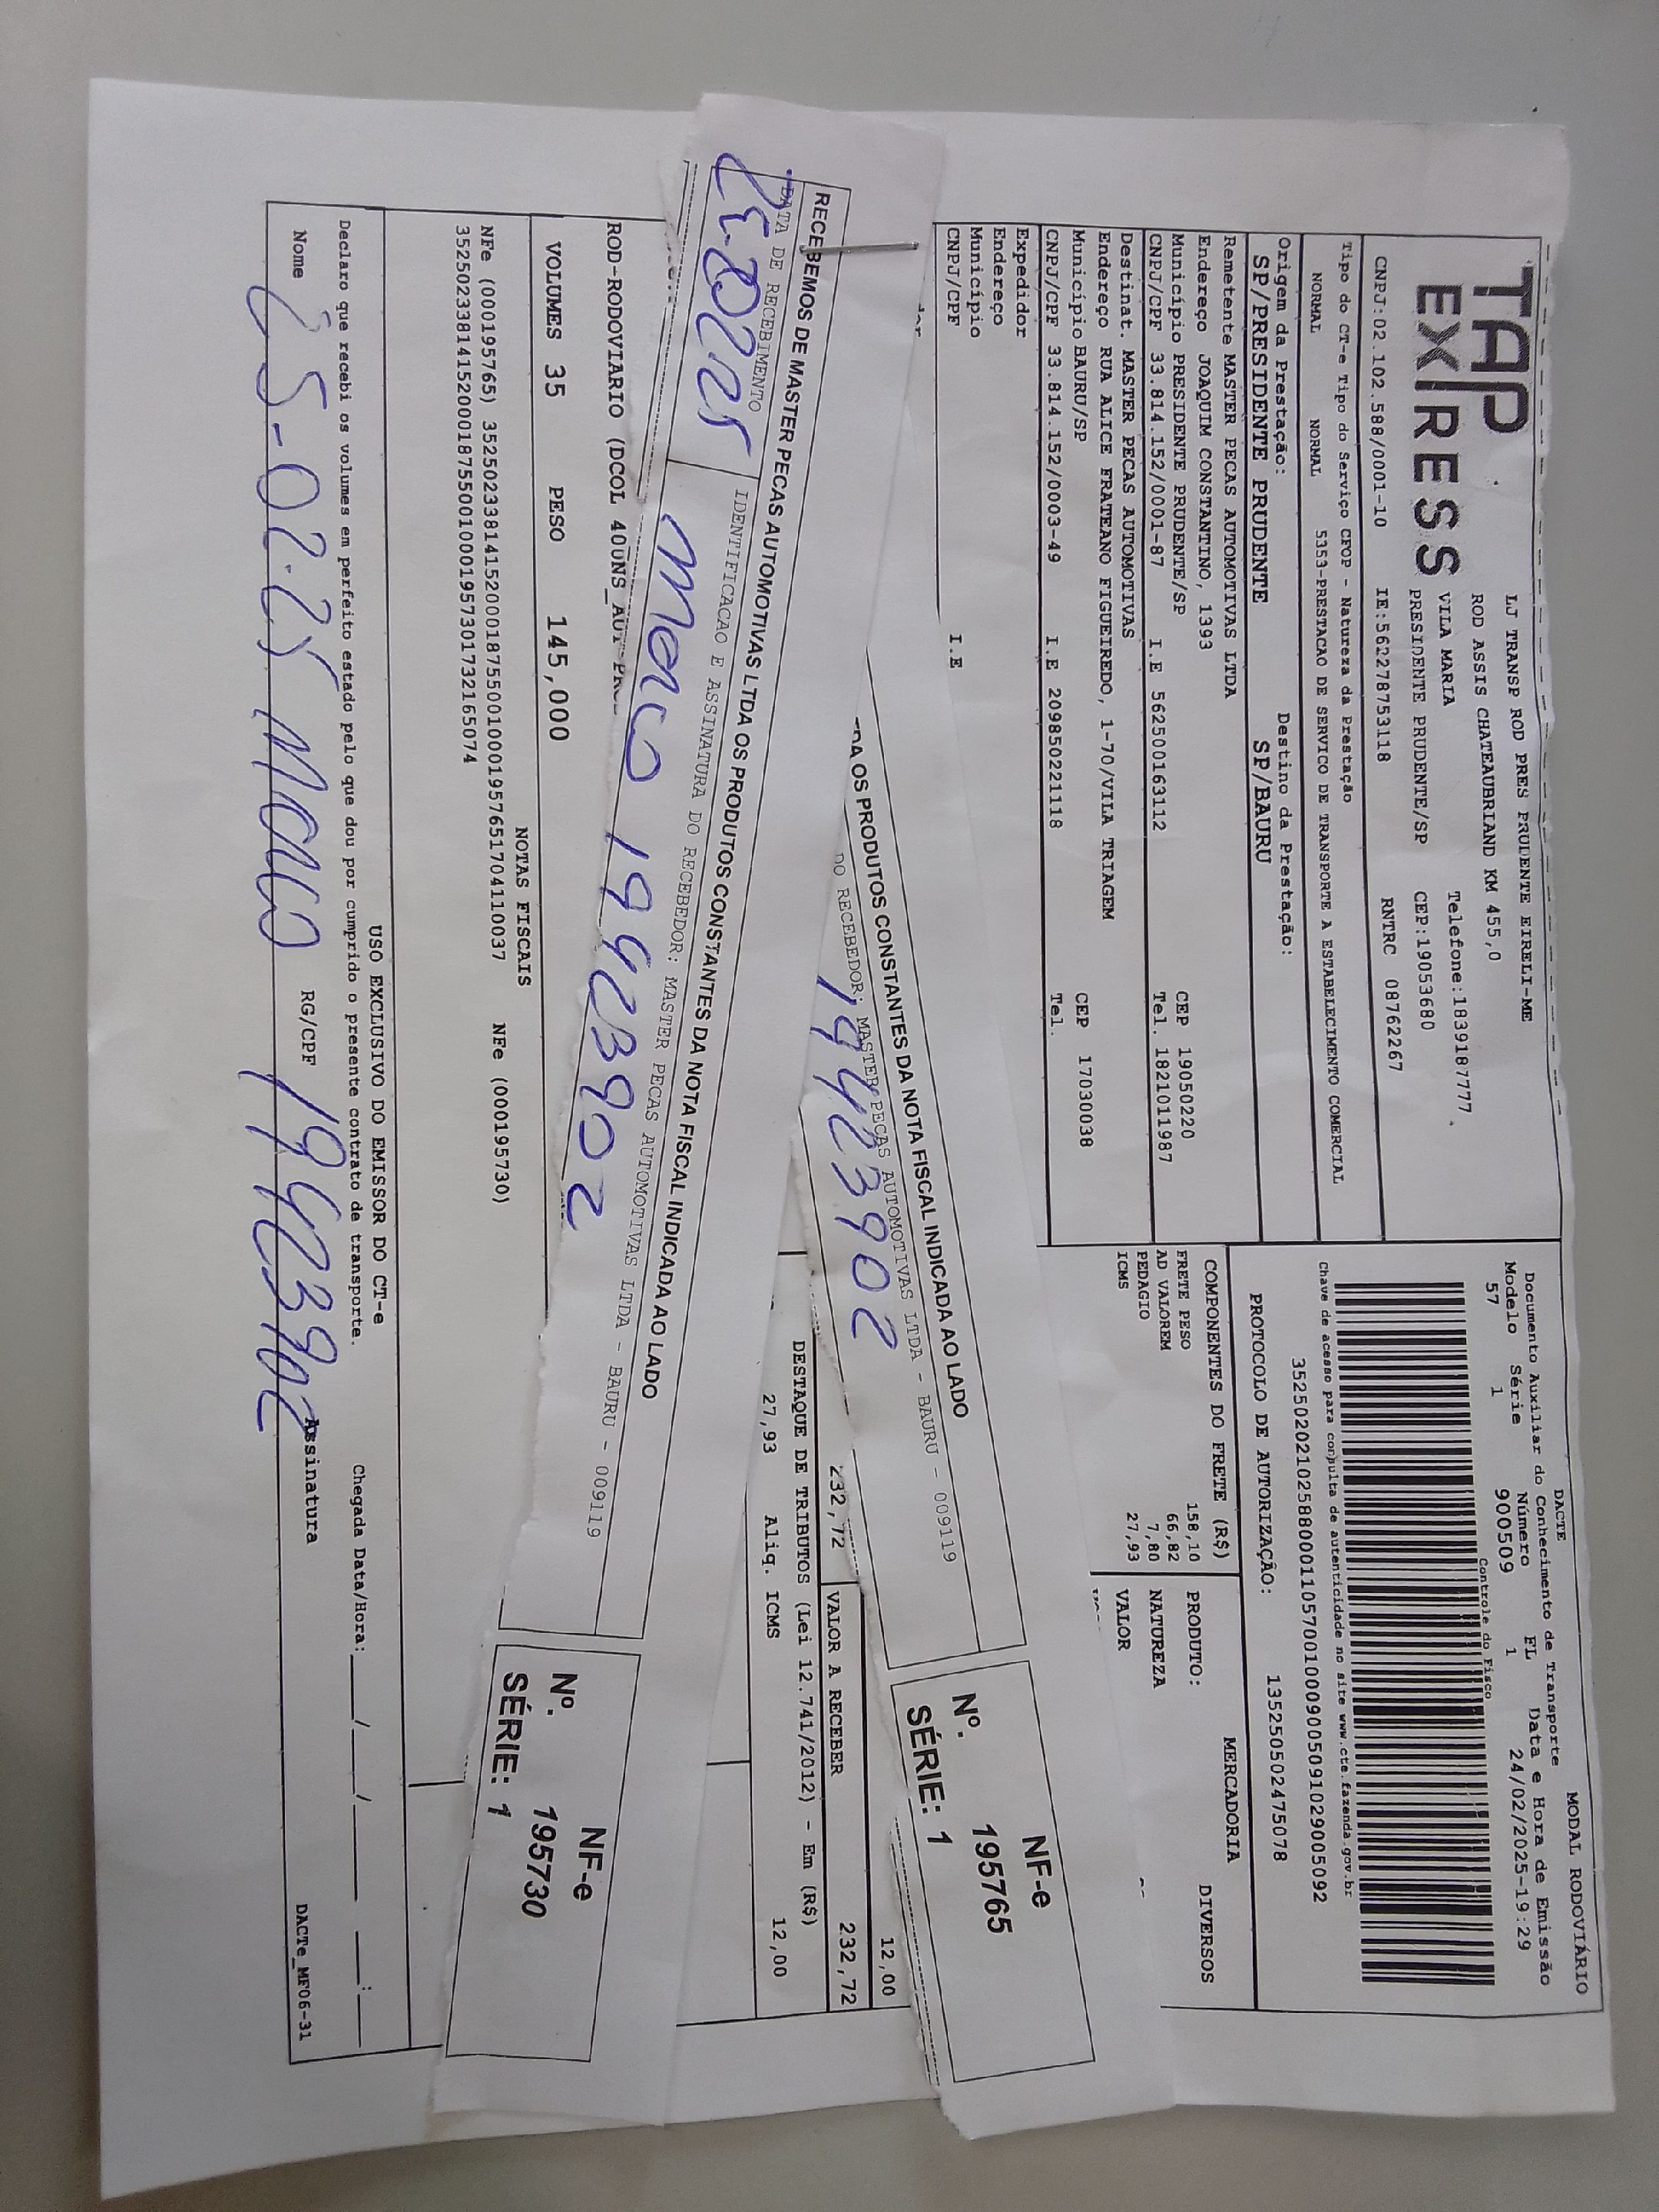 TAP
EXPRESS
LJ TRANSP ROD PRES PRUDENTE EIRELI-ME
ROD ASSIS CHATEAUBRIAND KM 455,0
VILA MARIA
PRESIDENTE PRUDENTE/SP
Telefone:1839187777
CEP:19053680
CNPJ:02.102.588/0001-10 IE:562278753118 RNTRC 08762267
DACTE
Documento Auxiliar do Conhecimento de Transporte
MODAL RODOVIÁRIO
Modelo Série Número FL Data e Hora de Emissão
57 1 900509 1 24/02/2025-19:29
Controle do Fisco
Chave de acesso para consulta de autenticidade no site www.cte.fazenda.gov.br
35250202102588000110570010009005091029005092
PROTOCOLO DE AUTORIZAÇÃO: 135250502475078
Tipo do CT-e Tipo do Serviço CFOP - Natureza da Prestação
NORMAL NORMAL 5353-PRESTACAO DE SERVICO DE TRANSPORTE A ESTABELECIMENTO COMERCIAL
Origem da Prestação: Destino da Prestação:
SP/PRESIDENTE PRUDENTE SP/BAURU
Remetente MASTER PECAS AUTOMOTIVAS LTDA
Endereço JOAQUIM CONSTANTINO, 1393
Município PRESIDENTE PRUDENTE/SP CEP 19050220
CNPJ/CPF 33.814.152/0001-87 I.E 562500163112 Tel. 1821011987
Destinat. MASTER PECAS AUTOMOTIVAS
Endereço RUA ALICE FRATEANO FIGUEIREDO, 1-70/VILA TRIAGEM
Município BAURU/SP CEP 17030038
CNPJ/CPF 33.814.152/0003-49 I.E 209850221118 Tel.
Expedidor
Endereço
Município
CNPJ/CPF I.E
COMPONENTES DO FRETE (R$)
FRETE PESO 158,10
AD VALOREM 66,82
PEDAGIO 7,80
ICMS 27,93
MERCADORIA
PRODUTO: DIVERSOS
NATUREZA
VALOR
DA OS PRODUTOS CONSTANTES DA NOTA FISCAL INDICADA AO LADO
DO RECEBEDOR: MASTER PECAS AUTOMOTIVAS LTDA - BAURU - 009119
19423902
NF-e
Nº. 195765
SÉRIE: 1
12,00
232,72 VALOR A RECEBER 232,72
DESTAQUE DE TRIBUTOS (Lei 12.741/2012) - Em (R$)
27,93 Aliq. ICMS 12,00
RECEBEMOS DE MASTER PECAS AUTOMOTIVAS LTDA OS PRODUTOS CONSTANTES DA NOTA FISCAL INDICADA AO LADO
DATA DE RECEBIMENTO IDENTIFICACAO E ASSINATURA DO RECEBEDOR: MASTER PECAS AUTOMOTIVAS LTDA - BAURU - 009119
19423902
NF-e
Nº. 195730
SÉRIE: 1
ROD-RODOVIARIO (DCOL 40UNS
VOLUMES 35 PESO 145,000
NOTAS FISCAIS
NFe (000195765) 35250233814152000187550010001957651704110037 NFe (000195730)
35250233814152000187550010001957301732165074
USO EXCLUSIVO DO EMISSOR DO CT-e
Declaro que recebi os volumes em perfeito estado pelo que dou por cumprido o presente contrato de transporte. Chegada Data/Hora:___/___/___ ___:___
Nome 25-02-25 RG/CPF 19423902 Assinatura
DACTe_MF06-31